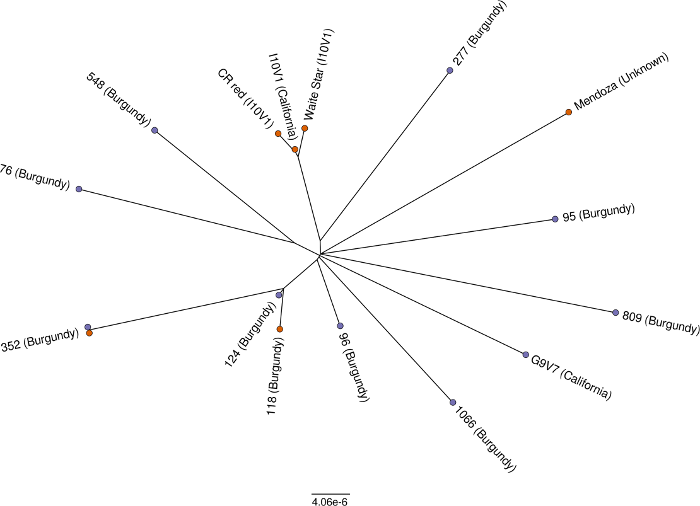 277 (Burgundy)
Waite Star (I10V1)
I10V1 (California)
CR red (I10V1)
Mendoza (Unknown)
548 (Burgundy)
76 (Burgundy)
95 (Burgundy)
809 (Burgundy)
352 (Burgundy)
124 (Burgundy)
118 (Burgundy)
96 (Burgundy)
G9V7 (California)
1066 (Burgundy)
4.06e-6